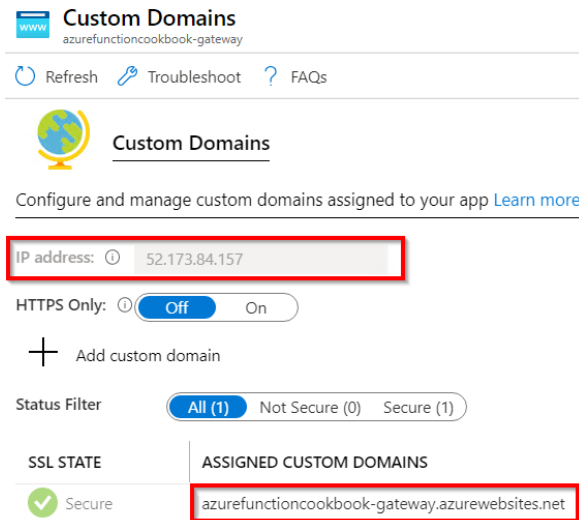 www
Custom Domains
azurefunctioncookbook-gateway
Refresh Troubleshoot ? FAQs
Custom Domains
Configure and manage custom domains assigned to your app Learn more
IP address: 52.173.84.157
HTTPS Only: Off On
Add custom domain
Status Filter All (1) Not Secure (0) Secure (1)
SSL STATE ASSIGNED CUSTOM DOMAINS
Secure azurefunctioncookbook-gateway.azurewebsites.net